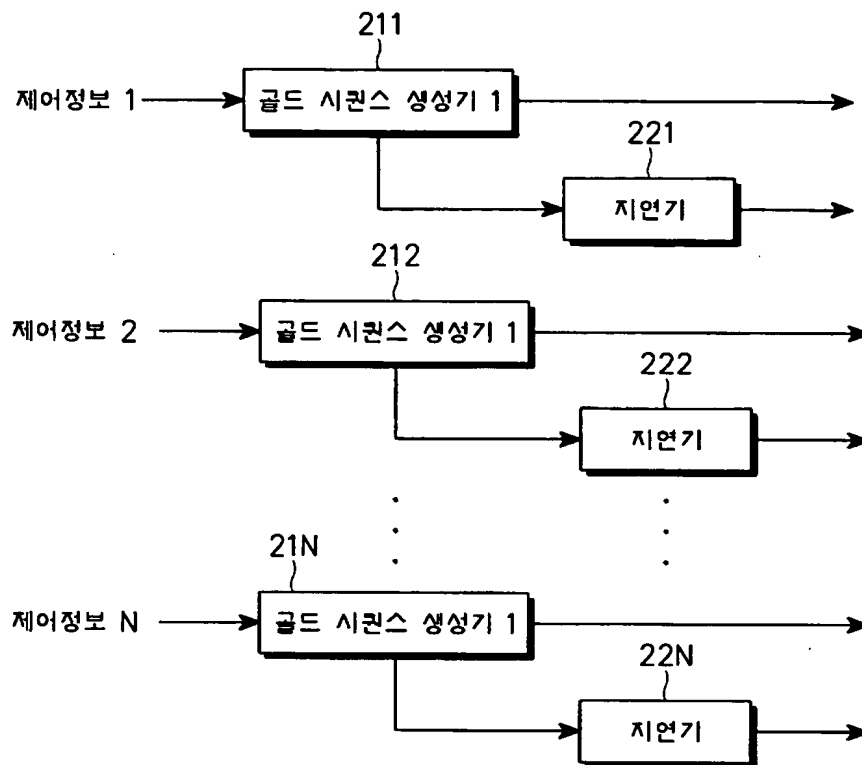 211
제어정보 1
골드 시퀀스 생성기 1
221
지연기
212
제어정보 2
골드 시퀀스 생성기 1
222
지연기
21N
제어정보 N
골드 시퀀스 생성기 1
22N
지연기